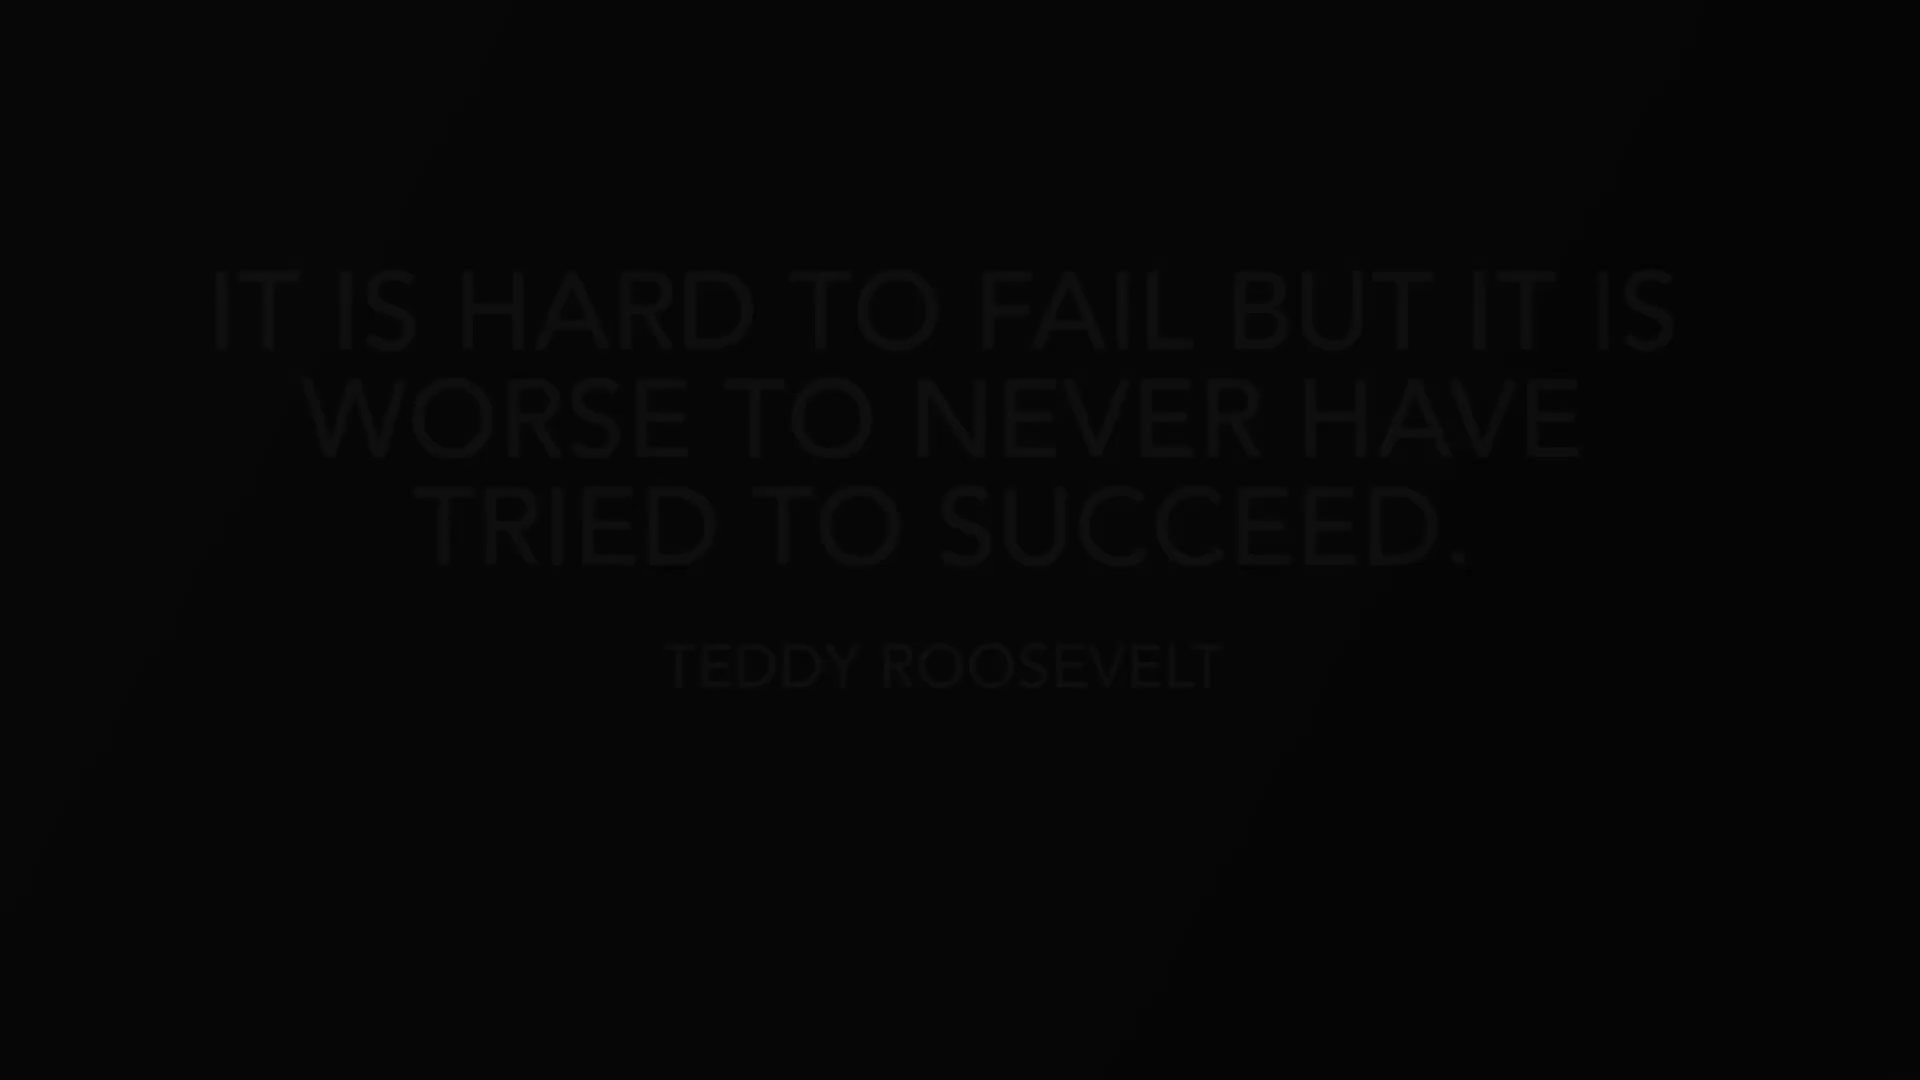 IT IS HARD TO FAIL BUT IT IS
WORSE TO NEVER HAVE
TRIED TO SUCCEED.
TEDDY ROOSEVELT